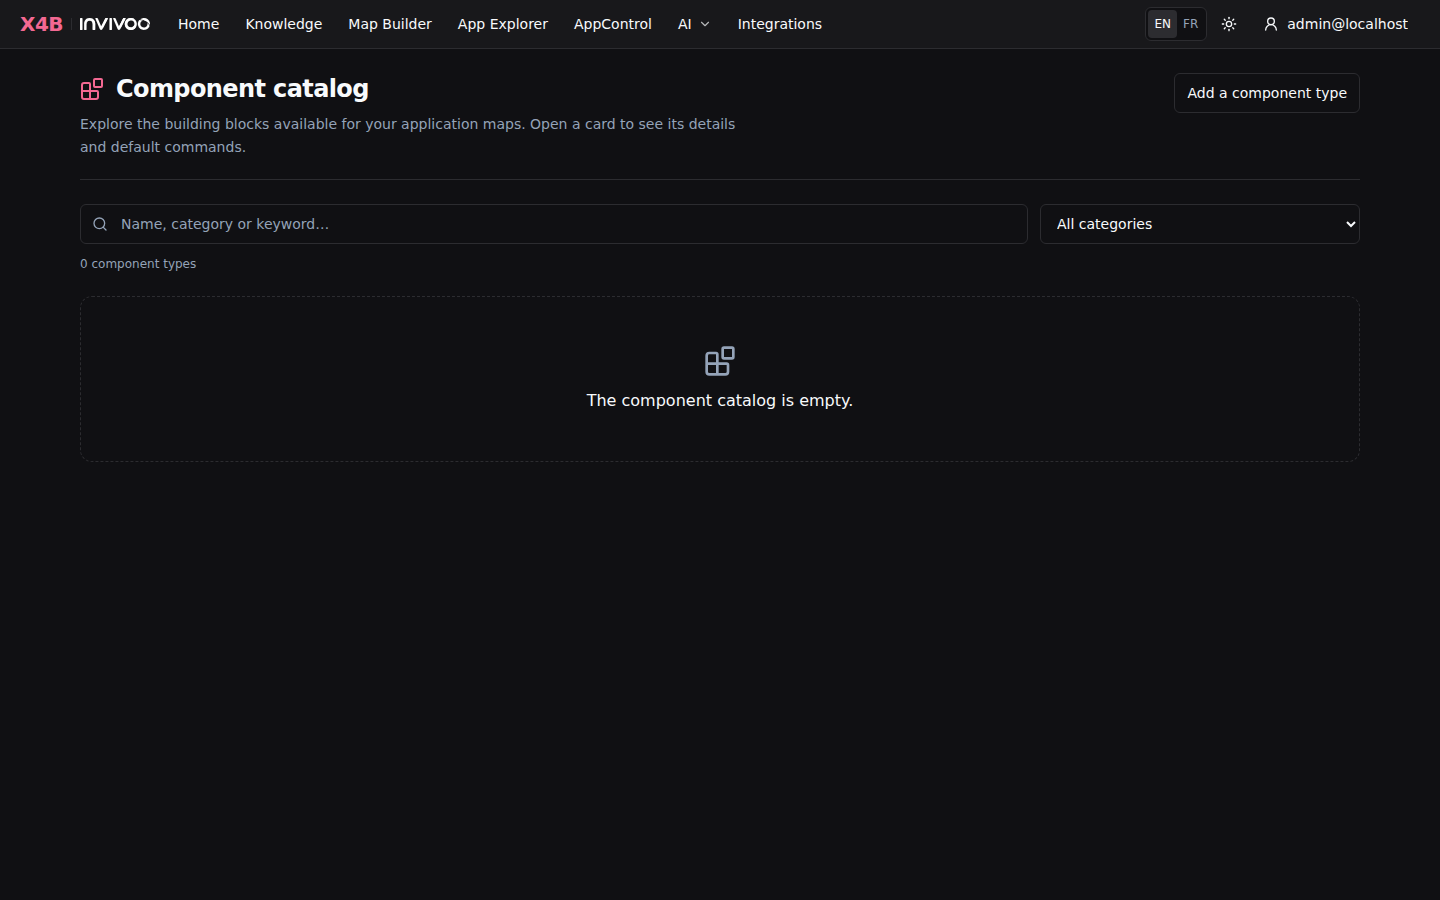 X4B INVIVOO Home Knowledge Map Builder App Explorer AppControl AI Integrations EN FR admin@localhost
Component catalog
Add a component type
Explore the building blocks available for your application maps. Open a card to see its details
and default commands.
Name, category or keyword...
All categories
0 component types
The component catalog is empty.